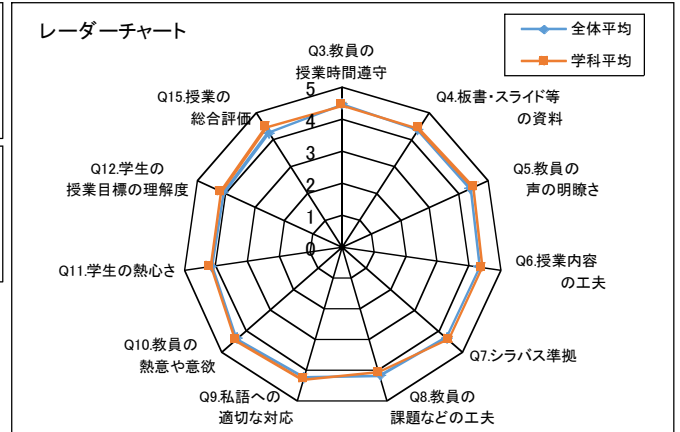 レーダーチャート
全体平均
学科平均
Q3.教員の
授業時間遵守
Q4.板書・スライド等
の資料
Q5.教員の
声の明瞭さ
Q6.授業内容
の工夫
Q7.シラバス準拠
Q8.教員の
課題などの工夫
Q9.私語への
適切な対応
Q10.教員の
熱意や意欲
Q11.学生の熱心さ
Q12.学生の
授業目標の理解度
Q15.授業の
総合評価
5
4
3
2
1
0